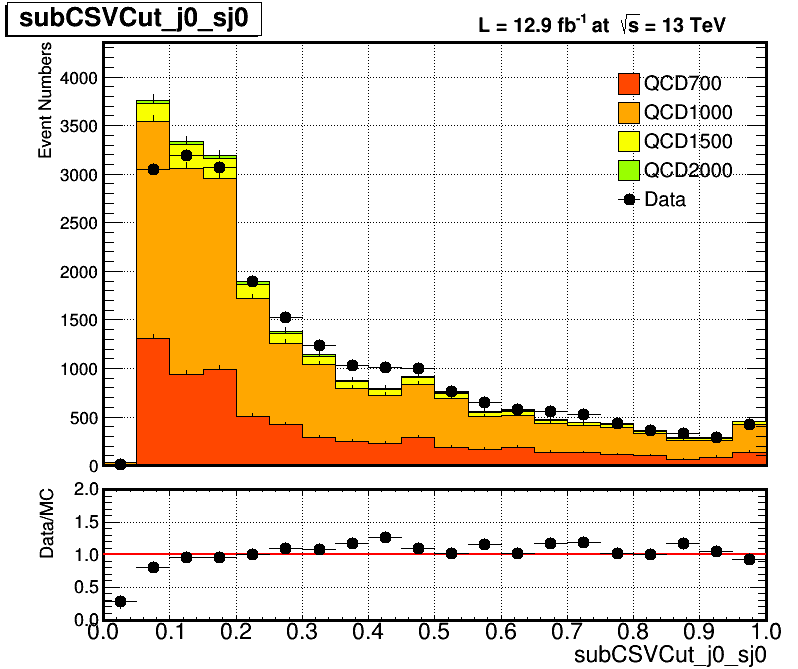 subCSVCut_j0_sj0
L = 12.9 fb-1 at √s = 13 TeV
Event Numbers
4000
3500
3000
2500
2000
1500
1000
500
0
QCD700
QCD1000
QCD1500
QCD2000
Data
Data/MC
2.0
1.5
1.0
0.5
0.0
0.0 0.1 0.2 0.3 0.4 0.5 0.6 0.7 0.8 0.9 1.0
subCSVCut_j0_sj0